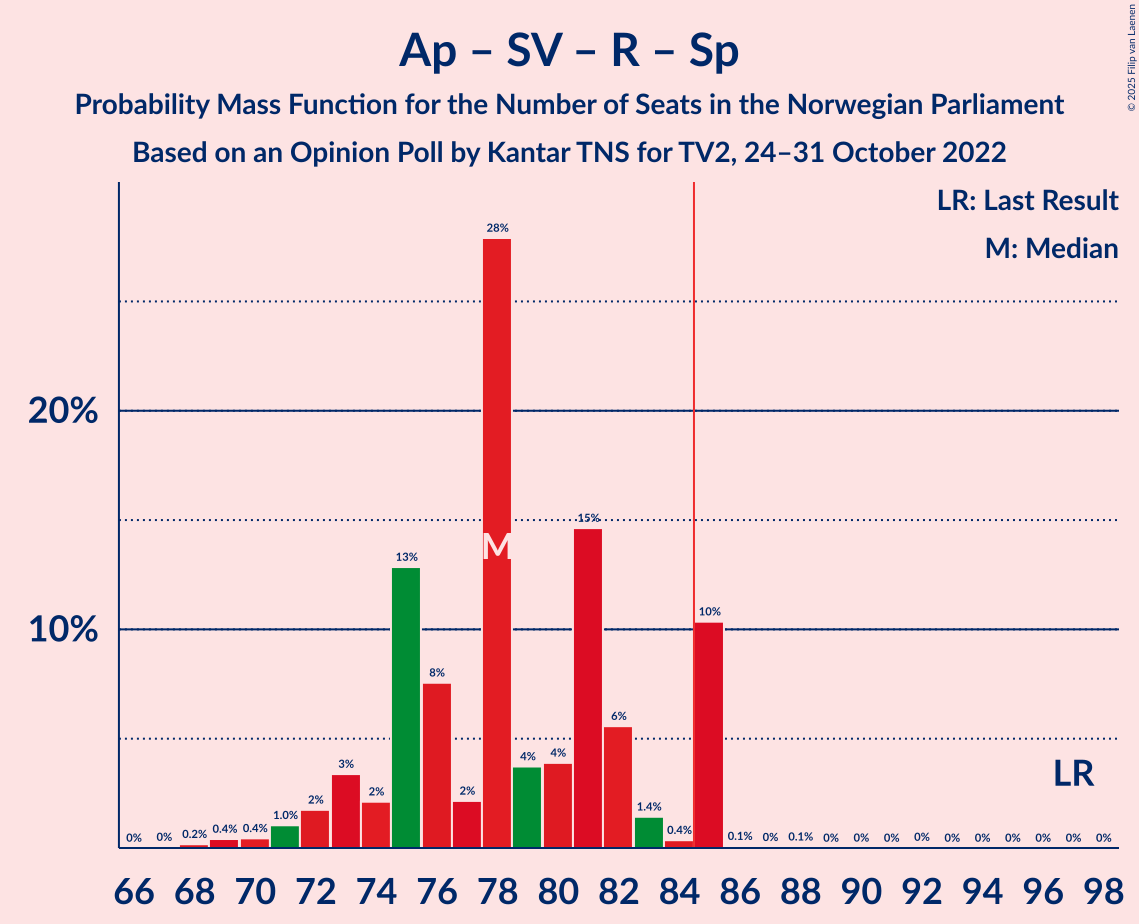 Ap – SV – R – Sp
Probability Mass Function for the Number of Seats in the Norwegian Parliament
Based on an Opinion Poll by Kantar TNS for TV2, 24–31 October 2022
© 2025 Filip van Laenen
LR: Last Result
M: Median
20%
10%
0% 0% 0.2% 0.4% 0.4% 1.0% 2% 3% 2% 13% 8% 2% 28% 4% 4% 15% 6% 1.4% 0.4% 10% 0.1% 0% 0.1% 0% 0% 0% 0% 0% 0% 0% 0% 0% 0%
M
LR
66 68 70 72 74 76 78 80 82 84 86 88 90 92 94 96 98